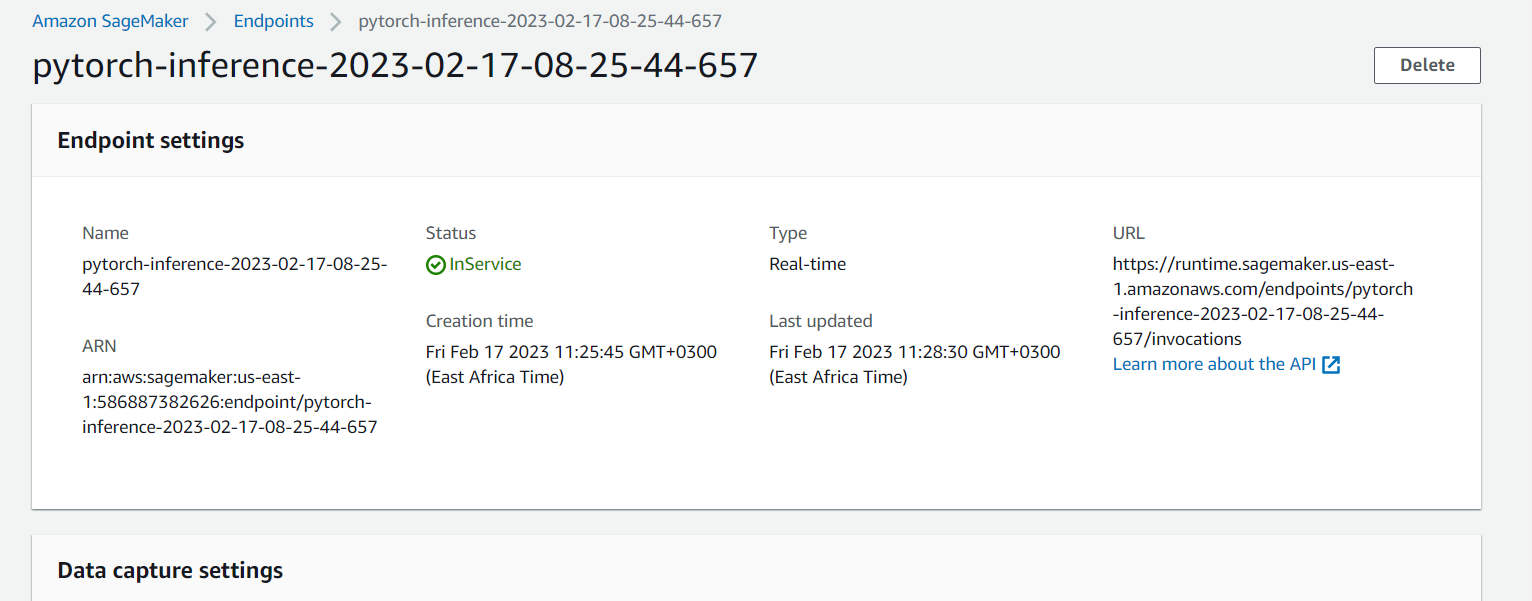 Amazon SageMaker > Endpoints > pytorch-inference-2023-02-17-08-25-44-657
pytorch-inference-2023-02-17-08-25-44-657
Delete
Endpoint settings
Name
pytorch-inference-2023-02-17-08-25-
44-657
ARN
arn:aws:sagemaker:us-east-
1:586887382626:endpoint/pytorch-
inference-2023-02-17-08-25-44-657
Status
InService
Creation time
Fri Feb 17 2023 11:25:45 GMT+0300
(East Africa Time)
Type
Real-time
Last updated
Fri Feb 17 2023 11:28:30 GMT+0300
(East Africa Time)
URL
https://runtime.sagemaker.us-east-
1.amazonaws.com/endpoints/pytorch
-inference-2023-02-17-08-25-44-
657/invocations
Learn more about the API
Data capture settings